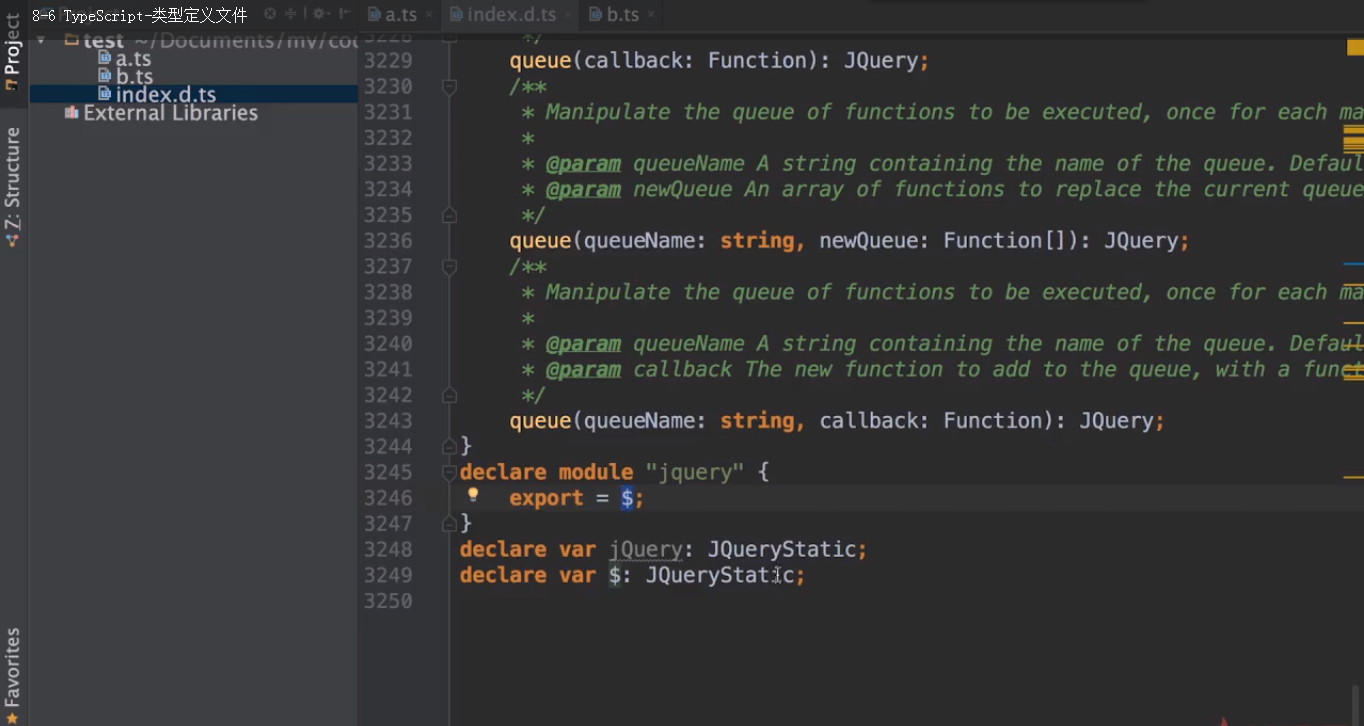 8-6 TypeScript-类型定义文件
a.ts
index.d.ts
b.ts
Project
Z: Structure
Favorites
test ~/Documents/my/cod
a.ts
b.ts
index.d.ts
External Libraries
3228 */
3229 queue(callback: Function): JQuery;
3230 /**
3231 * Manipulate the queue of functions to be executed, once for each ma
3232 *
3233 * @param queueName A string containing the name of the queue. Defaul
3234 * @param newQueue An array of functions to replace the current queue
3235 */
3236 queue(queueName: string, newQueue: Function[]): JQuery;
3237 /**
3238 * Manipulate the queue of functions to be executed, once for each ma
3239 *
3240 * @param queueName A string containing the name of the queue. Defaul
3241 * @param callback The new function to add to the queue, with a funct
3242 */
3243 queue(queueName: string, callback: Function): JQuery;
3244 }
3245 declare module "jquery" {
3246 export = $;
3247 }
3248 declare var jQuery: JQueryStatic;
3249 declare var $: JQueryStatic;
3250